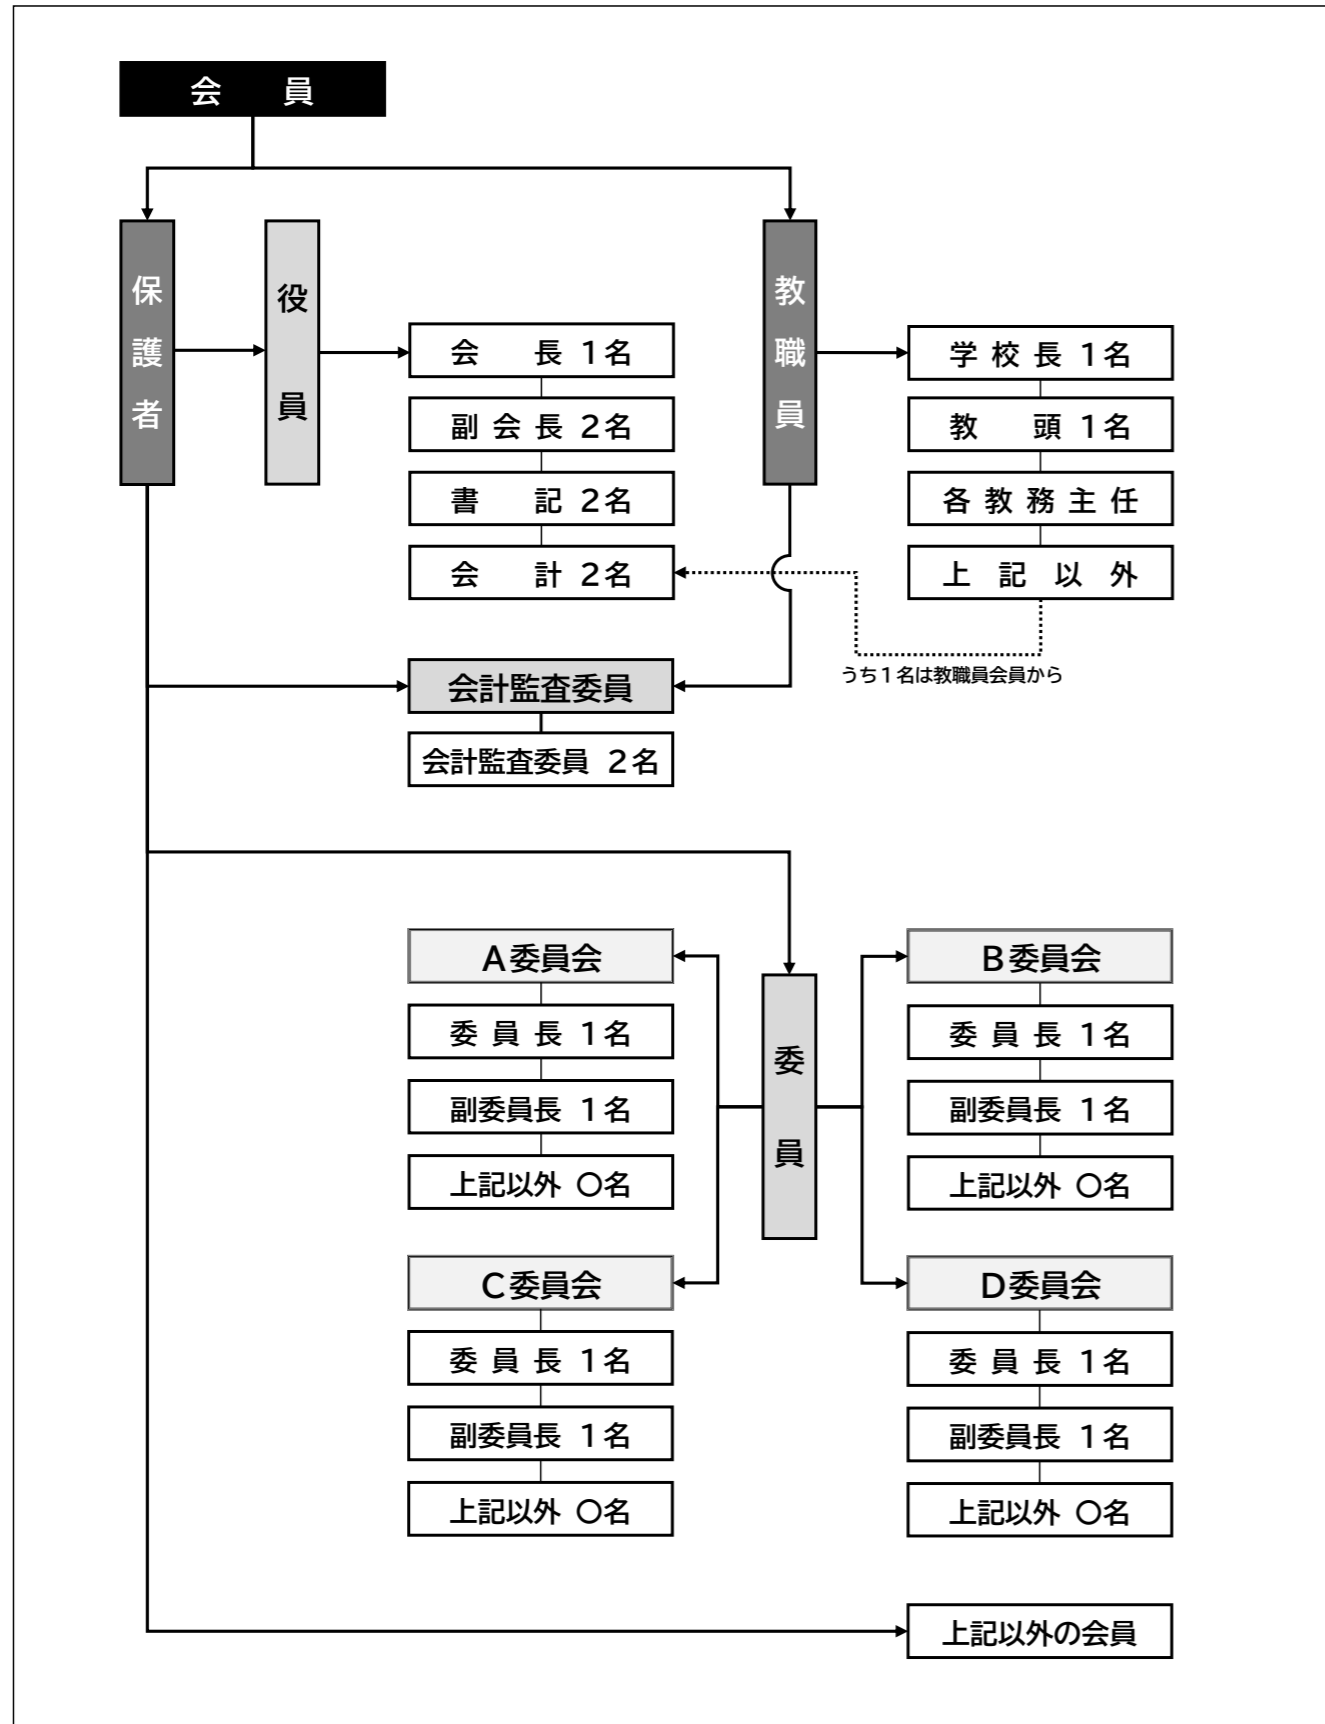 会 員
保護者
役員
教職員
会 長 1名
副会長 2名
書 記 2名
会 計 2名
学校長 1名
教 頭 1名
各教務主任
上記以外
うち1名は教職員会員から
会計監査委員
会計監査委員 2名
委員
A委員会
委員長 1名
副委員長 1名
上記以外 〇名
B委員会
委員長 1名
副委員長 1名
上記以外 〇名
C委員会
委員長 1名
副委員長 1名
上記以外 〇名
D委員会
委員長 1名
副委員長 1名
上記以外 〇名
上記以外の会員